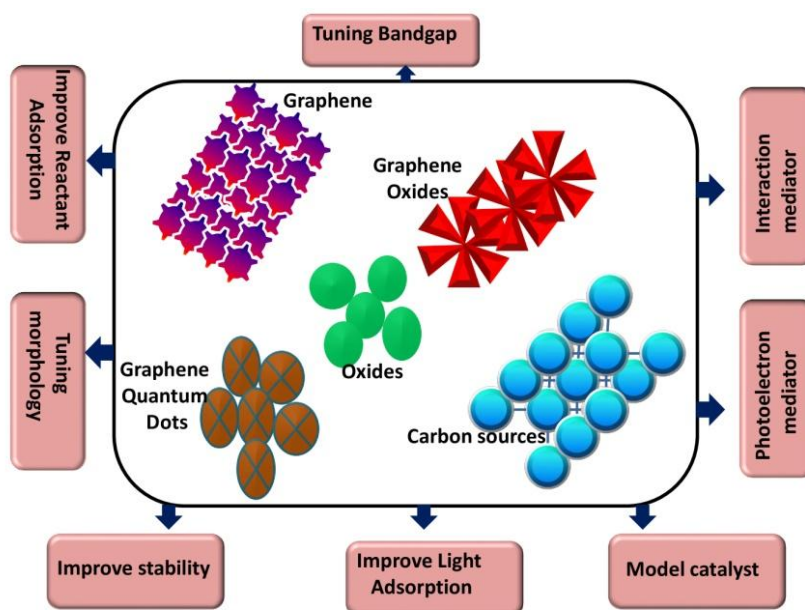 Tuning Bandgap
Improve Reactant
Adsorption
Graphene
Graphene
Oxides
Interaction
mediator
Tuning
morphology
Graphene
Quantum
Dots
Oxides
Carbon sources
Photoelectron
mediator
Improve stability
Improve Light
Adsorption
Model catalyst